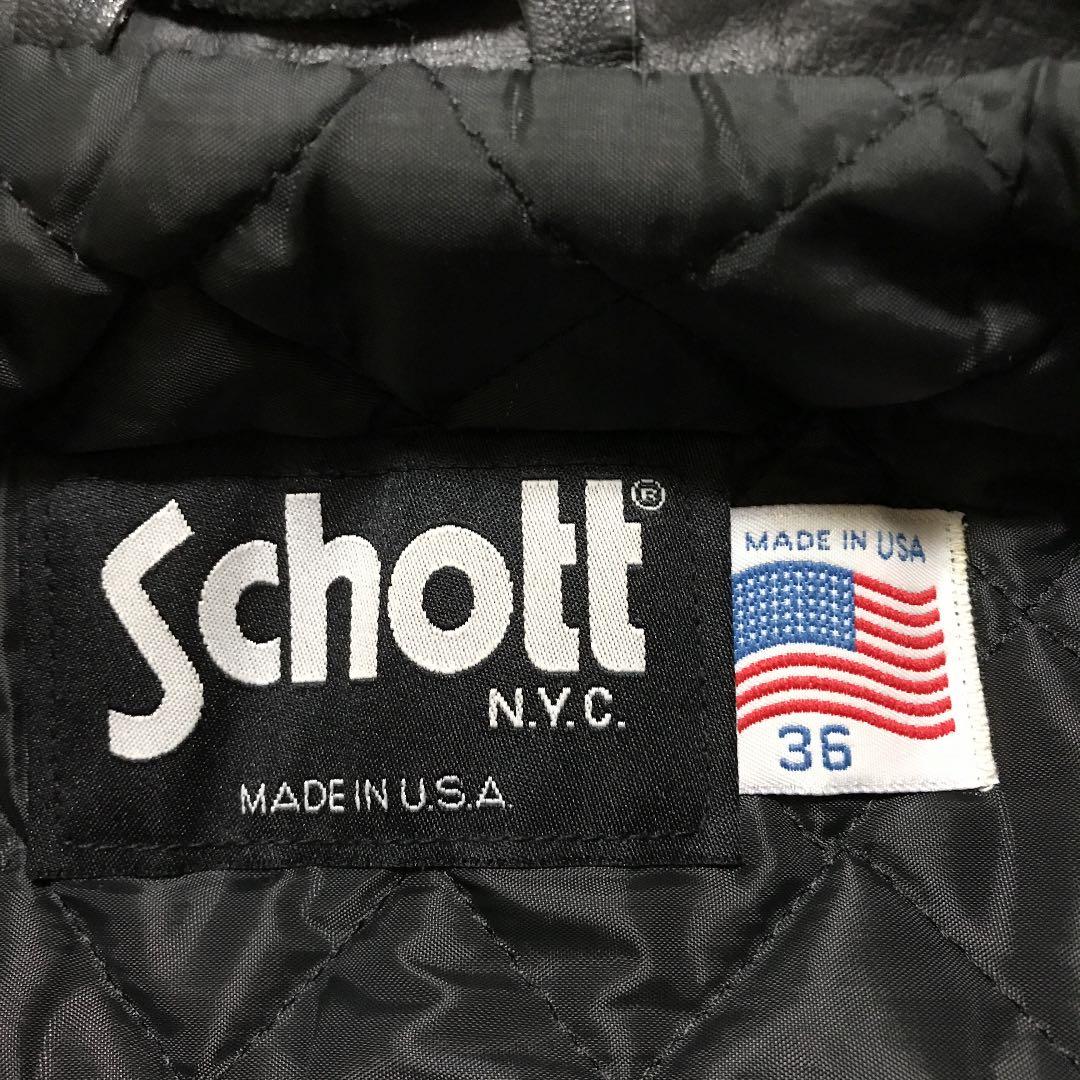 Schott®
N.Y.C.
MADE IN U.S.A.
MADE IN USA
36